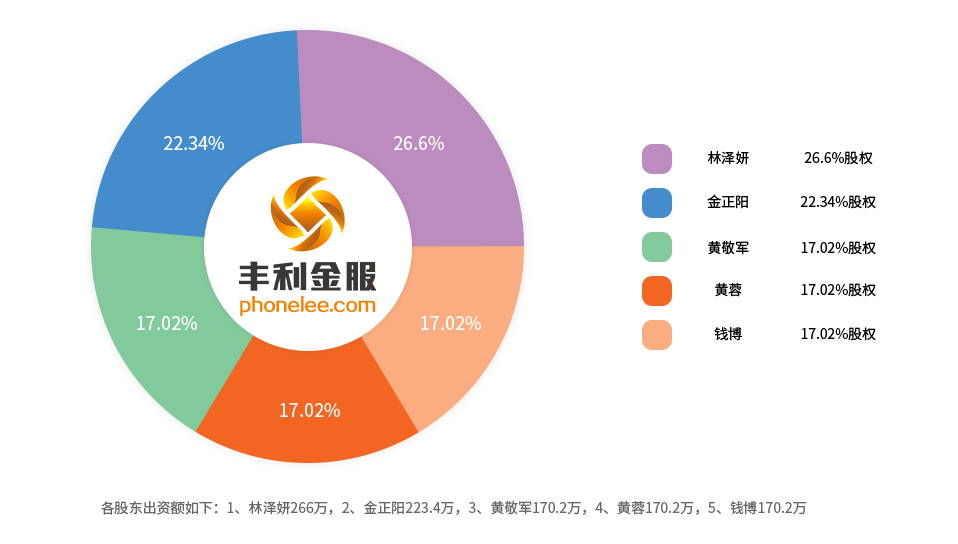 26.6%
22.34%
17.02%
17.02%
17.02%
丰利金服
phonelee.com
林泽妍 26.6%股权
金正阳 22.34%股权
黄敬军 17.02%股权
黄蓉 17.02%股权
钱博 17.02%股权
各股东出资额如下：1、林泽妍266万，2、金正阳223.4万，3、黄敬军170.2万，4、黄蓉170.2万，5、钱博170.2万